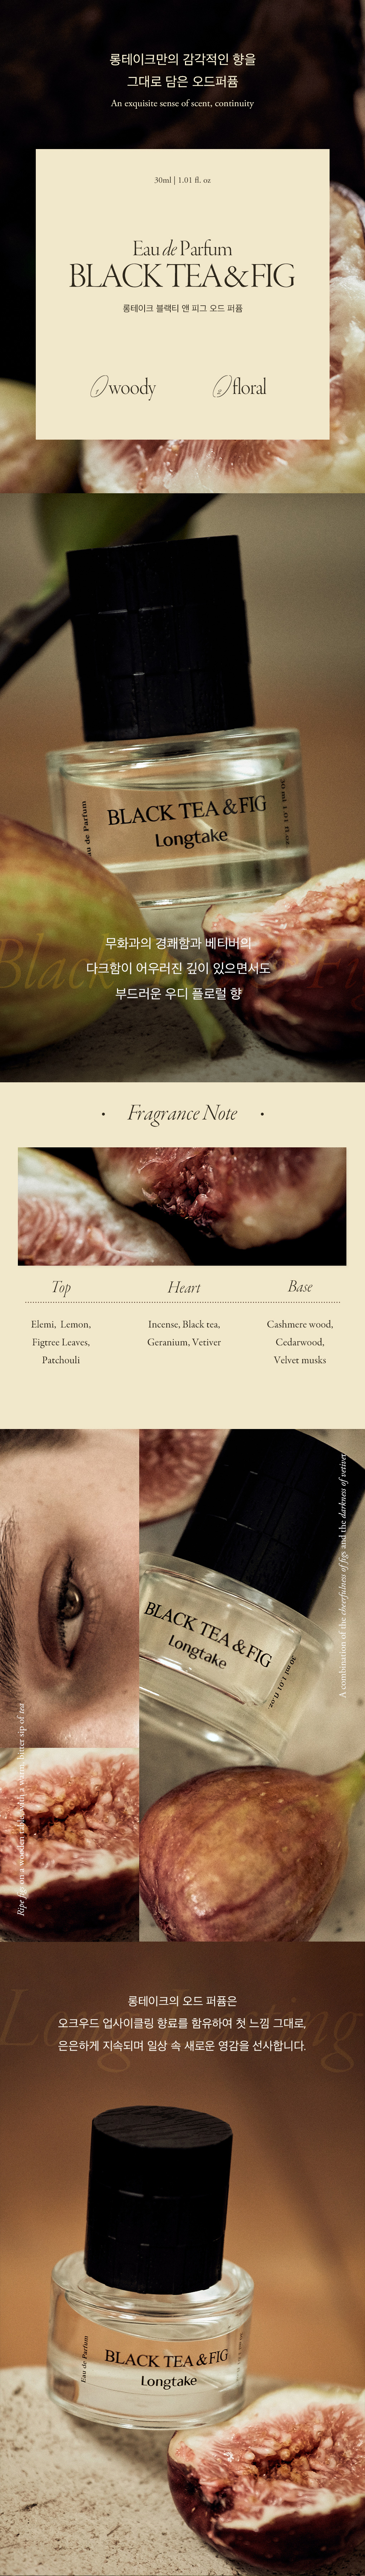 롱테이크만의 감각적인 향을
그대로 담은 오드퍼퓸
An exquisite sense of scent, continuity
30ml | 1.01 fl. oz
Eau de Parfum
BLACK TEA & FIG
롱테이크 블랙티 앤 피그 오드 퍼퓸
1 woody
2 floral
BLACK TEA & FIG
Longtake
30 ml 1.01 fl.oz
Black
무화과의 경쾌함과 베티버의
다크함이 어우러진 깊이 있으면서도
부드러운 우디 플로럴 향
Fragrance Note
Top
Heart
Base
Elemi, Lemon,
Figtree Leaves,
Patchouli
Incense, Black tea,
Geranium, Vetiver
Cashmere wood,
Cedarwood,
Velvet musks
A combination of the cheerfulness of figs and the darkness of vetiver
BLACK TEA & FIG
Longtake
30 ml 1.01 fl.oz
Ripe figs on a wooden table with a warm, bitter sip of tea
롱테이크의 오드 퍼퓸은
오크우드 업사이클링 향료를 함유하여 첫 느낌 그대로,
은은하게 지속되며 일상 속 새로운 영감을 선사합니다.
Eau de Parfum
BLACK TEA & FIG
Longtake